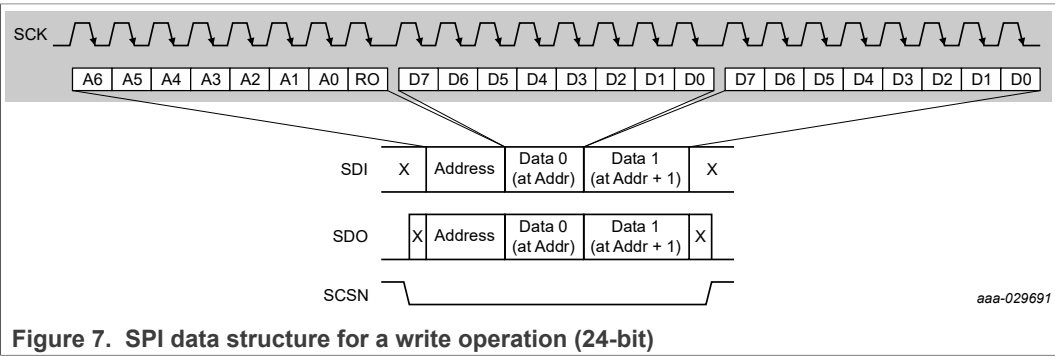 SCK
A6 A5 A4 A3 A2 A1 A0 RO D7 D6 D5 D4 D3 D2 D1 D0 D7 D6 D5 D4 D3 D2 D1 D0
SDI X Address Data 0 Data 1 X
(at Addr) (at Addr + 1)
SDO X Address Data 0 Data 1 X
(at Addr) (at Addr + 1)
SCSN
aaa-029691
Figure 7. SPI data structure for a write operation (24-bit)